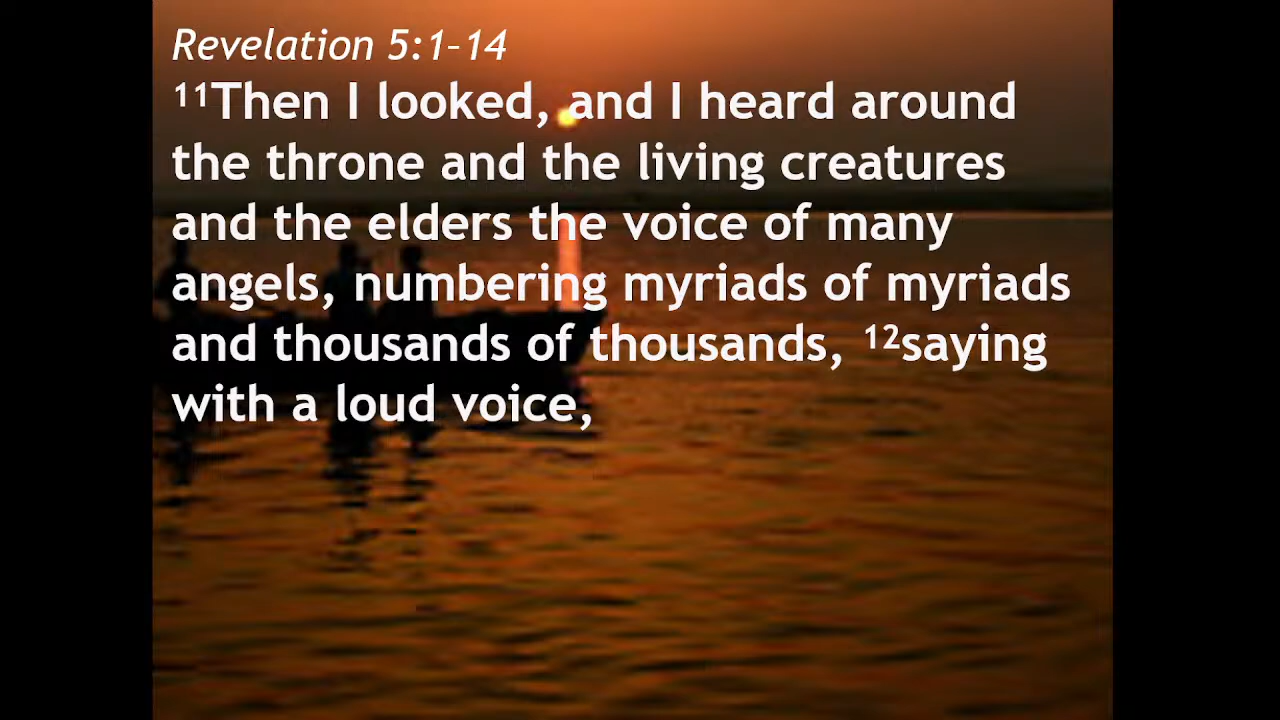 Revelation 5:1–14
¹¹Then I looked, and I heard around
the throne and the living creatures
and the elders the voice of many
angels, numbering myriads of myriads
and thousands of thousands, ¹²saying
with a loud voice,